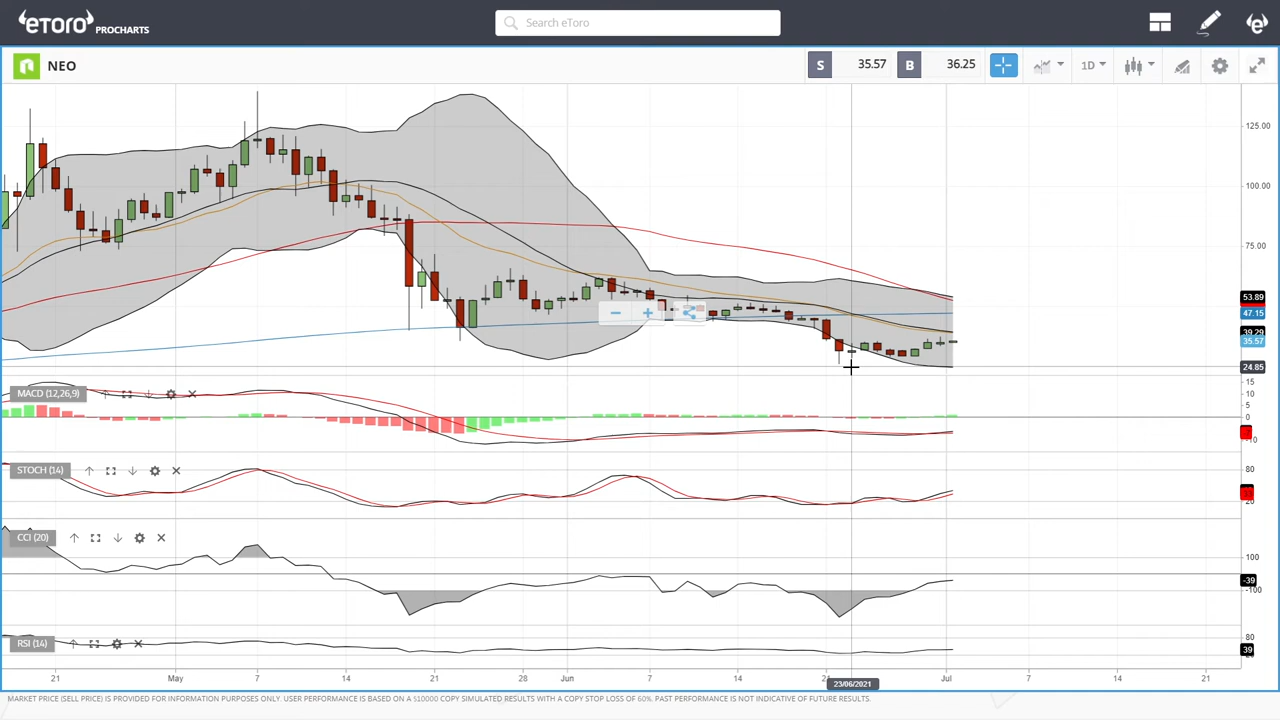 eToro PROCHARTS
Search eToro
NEO
S 35.57 B 36.25
1D
125.00
100.00
75.00
53.89
47.15
39.29
35.57
24.85
MACD (12,26,9)
15
10
5
0
-10
STOCH (14)
80
20
CCI (20)
100
-39
-100
RSI (14)
80
39
21 May 7 14 21 28 Jun 7 14 21 Jul 7 14 21
23/06/2021
MARKET PRICE (SELL PRICE) IS PROVIDED FOR INFORMATION PURPOSES ONLY. USER PERFORMANCE IS BASED ON A $10000 COPY SIMULATED RESULTS WITH A COPY STOP LOSS OF 60%. PAST PERFORMANCE IS NOT INDICATIVE OF FUTURE RESULTS.